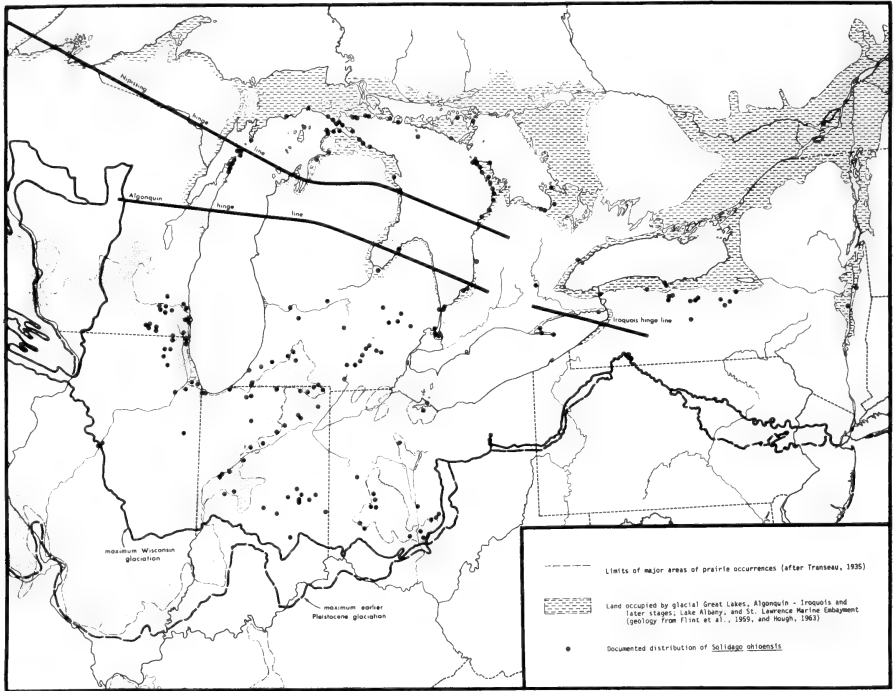 Nipissing
hinge
line
Algonquin
hinge
line
Iroquois hinge line
maximum Wisconsin
glaciation
maximum earlier
Pleistocene glaciation
Limits of major areas of prairie occurrences (after Transeau, 1935)
Land occupied by glacial Great Lakes, Algonquin - Iroquois and
later stages; Lake Albany, and St. Lawrence Marine Embayment
(geology from Flint et al., 1959, and Hough, 1963)
Documented distribution of Solidago ohioensis